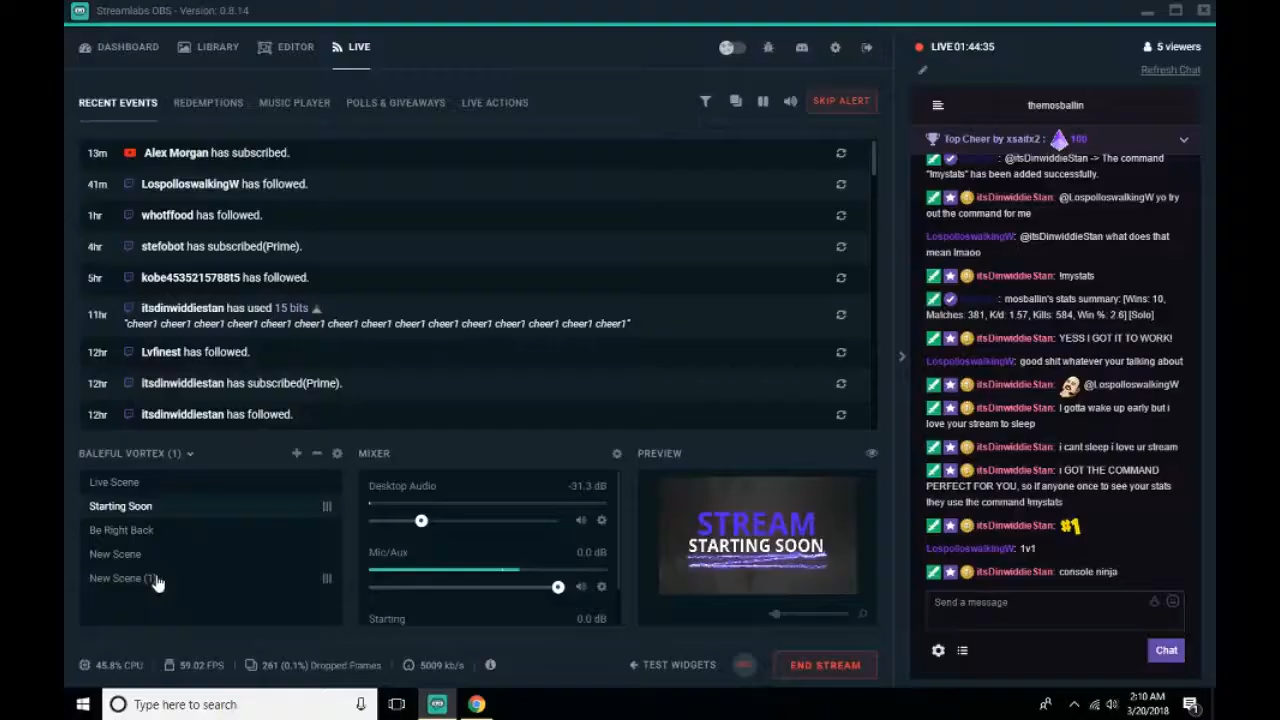 Streamlabs OBS - Version: 0.8.14
DASHBOARD
LIBRARY
EDITOR
LIVE
RECENT EVENTS
REDEMPTIONS
MUSIC PLAYER
POLLS & GIVEAWAYS
LIVE ACTIONS
SKIP ALERT
13m Alex Morgan has subscribed.
41m LospolloswalkingW has followed.
1hr whotffood has followed.
4hr stefobot has subscribed(Prime).
5hr kobe4535215788t5 has followed.
11hr itsdinwiddiestan has used 15 bits
"cheer1 cheer1 cheer1 cheer1 cheer1 cheer1 cheer1 cheer1 cheer1 cheer1 cheer1 cheer1 cheer1 cheer1 cheer1"
12hr Lvfinest has followed.
12hr itsdinwiddiestan has subscribed(Prime).
12hr itsdinwiddiestan has followed.
BALEFUL VORTEX (1)
Live Scene
Starting Soon
Be Right Back
New Scene
New Scene (1)
MIXER
Desktop Audio -31.3 dB
Mic/Aux 0.0 dB
Starting 0.0 dB
PREVIEW
STREAM
STARTING SOON
45.8% CPU
59.02 FPS
261 (0.1%) Dropped Frames
5009 kb/s
TEST WIDGETS
REC
END STREAM
LIVE 01:44:35
5 viewers
Refresh Chat
themosballin
Top Cheer by xsaifx2 : 100
: @itsDinwiddieStan -> The command
"!mystats" has been added successfully.
itsDinwiddieStan: @LospolloswalkingW yo try
out the command for me
LospolloswalkingW: @itsDinwiddieStan what does that
mean lmaoo
itsDinwiddieStan: !mystats
: mosballin's stats summary: [Wins: 10,
Matches: 381, K/d: 1.57, Kills: 584, Win %: 2.6] [Solo]
itsDinwiddieStan: YESS I GOT IT TO WORK!
LospolloswalkingW: good shit whatever your talking about
itsDinwiddieStan: @LospolloswalkingW
itsDinwiddieStan: I gotta wake up early but i
love your stream to sleep
itsDinwiddieStan: i cant sleep i love ur stream
itsDinwiddieStan: i GOT THE COMMAND
PERFECT FOR YOU, so if anyone once to see your stats
they use the command !mystats
itsDinwiddieStan: #1
LospolloswalkingW: 1v1
itsDinwiddieStan: console ninja
Send a message
Chat
Type here to search
2:10 AM
3/20/2018
1